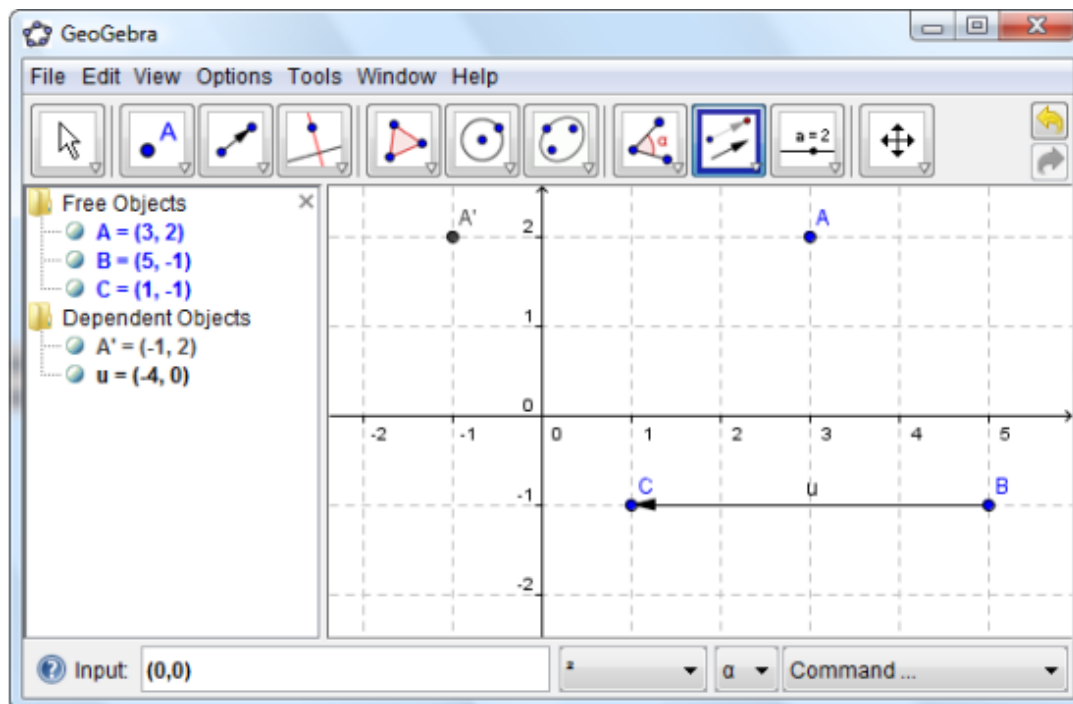 GeoGebra
File Edit View Options Tools Window Help
A α a = 2
Free Objects
A = (3, 2)
B = (5, -1)
C = (1, -1)
Dependent Objects
A' = (-1, 2)
u = (-4, 0)
A' A
2
1
0
-2 -1 0 1 2 3 4 5
C u B
-1
-2
Input: (0,0) ² α Command ...